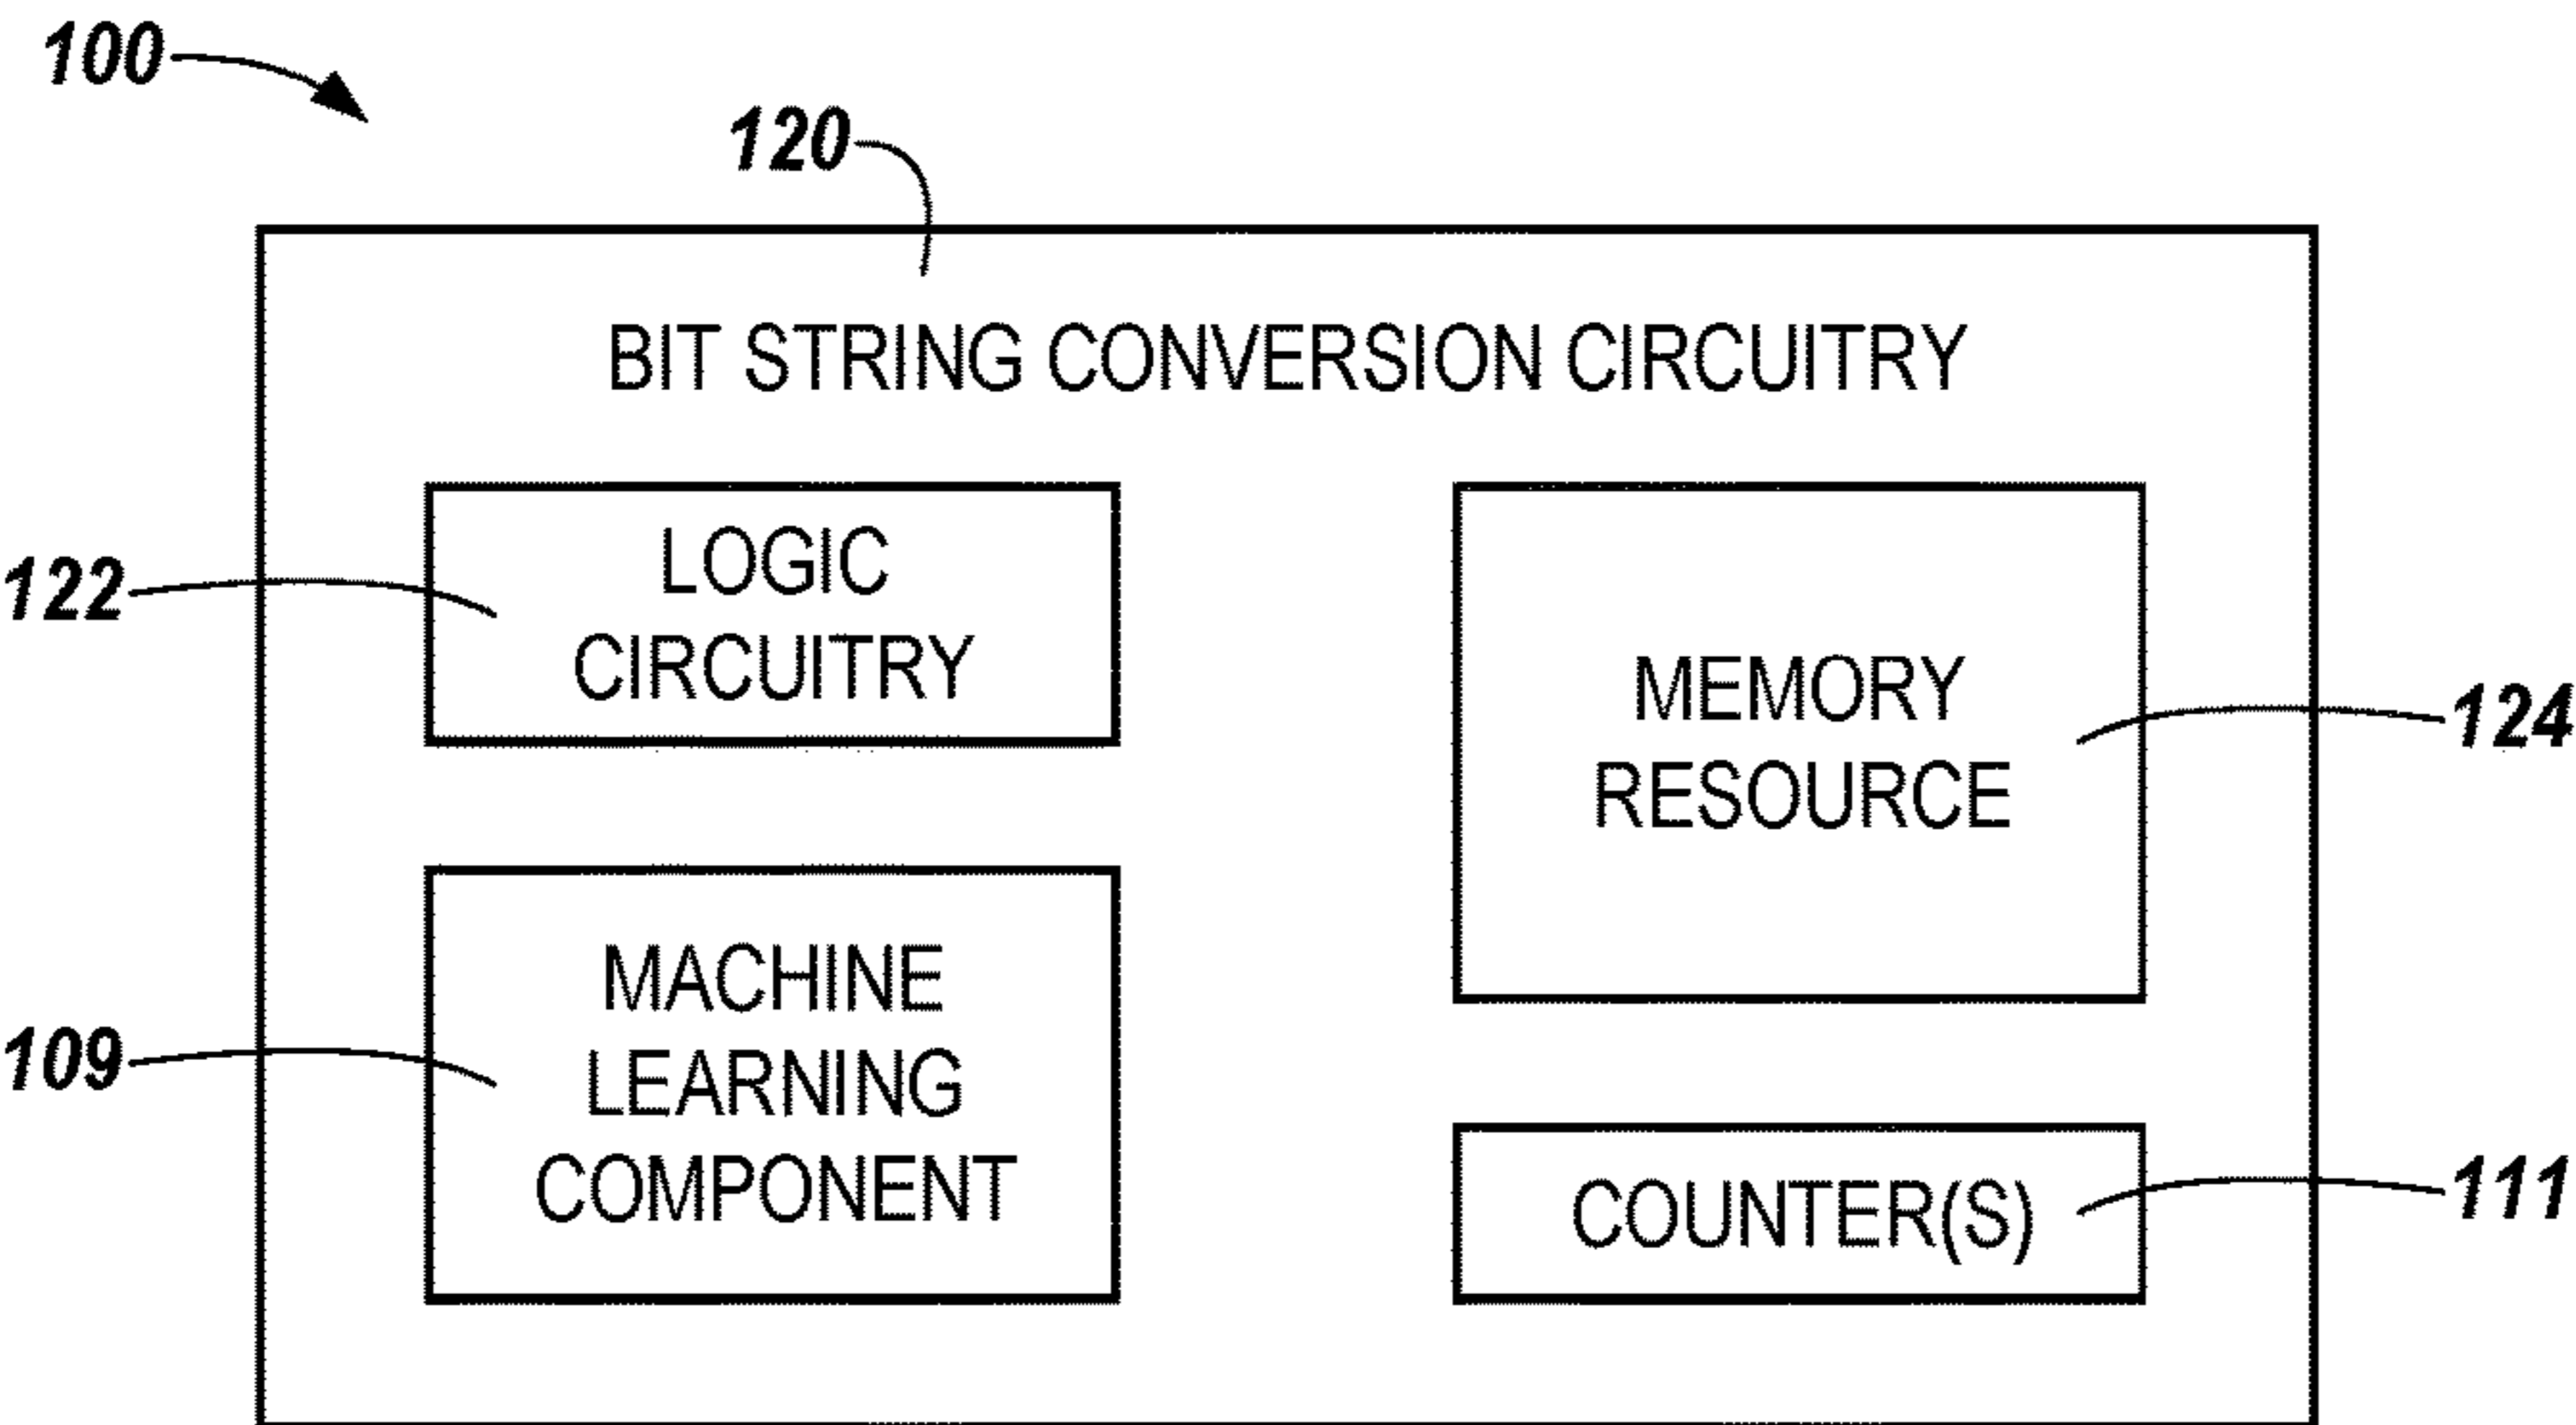 100
120
BIT STRING CONVERSION CIRCUITRY
LOGIC
CIRCUITRY
122
MEMORY
RESOURCE
124
MACHINE
LEARNING
COMPONENT
109
COUNTER(S)
111